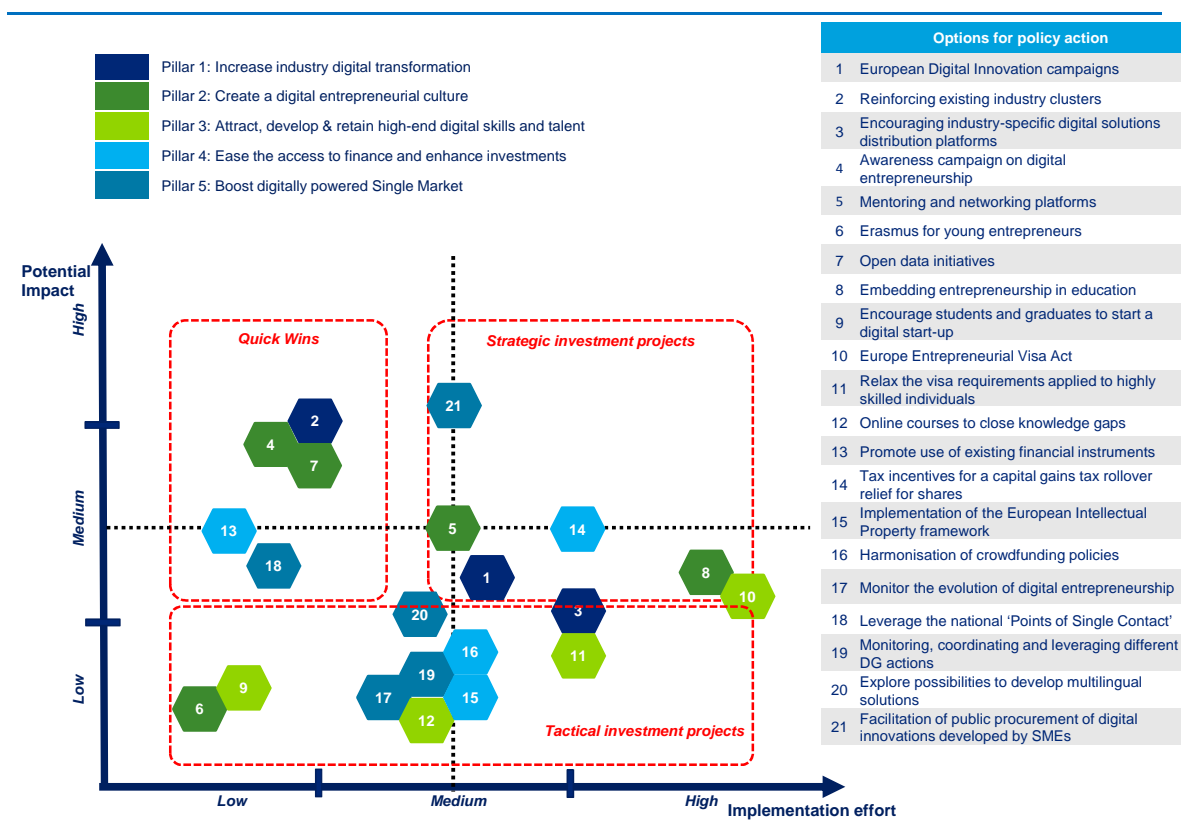 Pillar 1: Increase industry digital transformation
Pillar 2: Create a digital entrepreneurial culture
Pillar 3: Attract, develop & retain high-end digital skills and talent
Pillar 4: Ease the access to finance and enhance investments
Pillar 5: Boost digitally powered Single Market
Potential
Impact
High
Medium
Low
Quick Wins
Strategic investment projects
21
2
4
7
13
5
14
18
1
8
10
20
3
16
11
19
9
17
15
6
12
Tactical investment projects
Low
Medium
High
Implementation effort
Options for policy action
1 European Digital Innovation campaigns
2 Reinforcing existing industry clusters
3 Encouraging industry-specific digital solutions
distribution platforms
4 Awareness campaign on digital
entrepreneurship
5 Mentoring and networking platforms
6 Erasmus for young entrepreneurs
7 Open data initiatives
8 Embedding entrepreneurship in education
9 Encourage students and graduates to start a
digital start-up
10 Europe Entrepreneurial Visa Act
11 Relax the visa requirements applied to highly
skilled individuals
12 Online courses to close knowledge gaps
13 Promote use of existing financial instruments
14 Tax incentives for a capital gains tax rollover
relief for shares
15 Implementation of the European Intellectual
Property framework
16 Harmonisation of crowdfunding policies
17 Monitor the evolution of digital entrepreneurship
18 Leverage the national ‘Points of Single Contact’
19 Monitoring, coordinating and leveraging different
DG actions
20 Explore possibilities to develop multilingual
solutions
21 Facilitation of public procurement of digital
innovations developed by SMEs